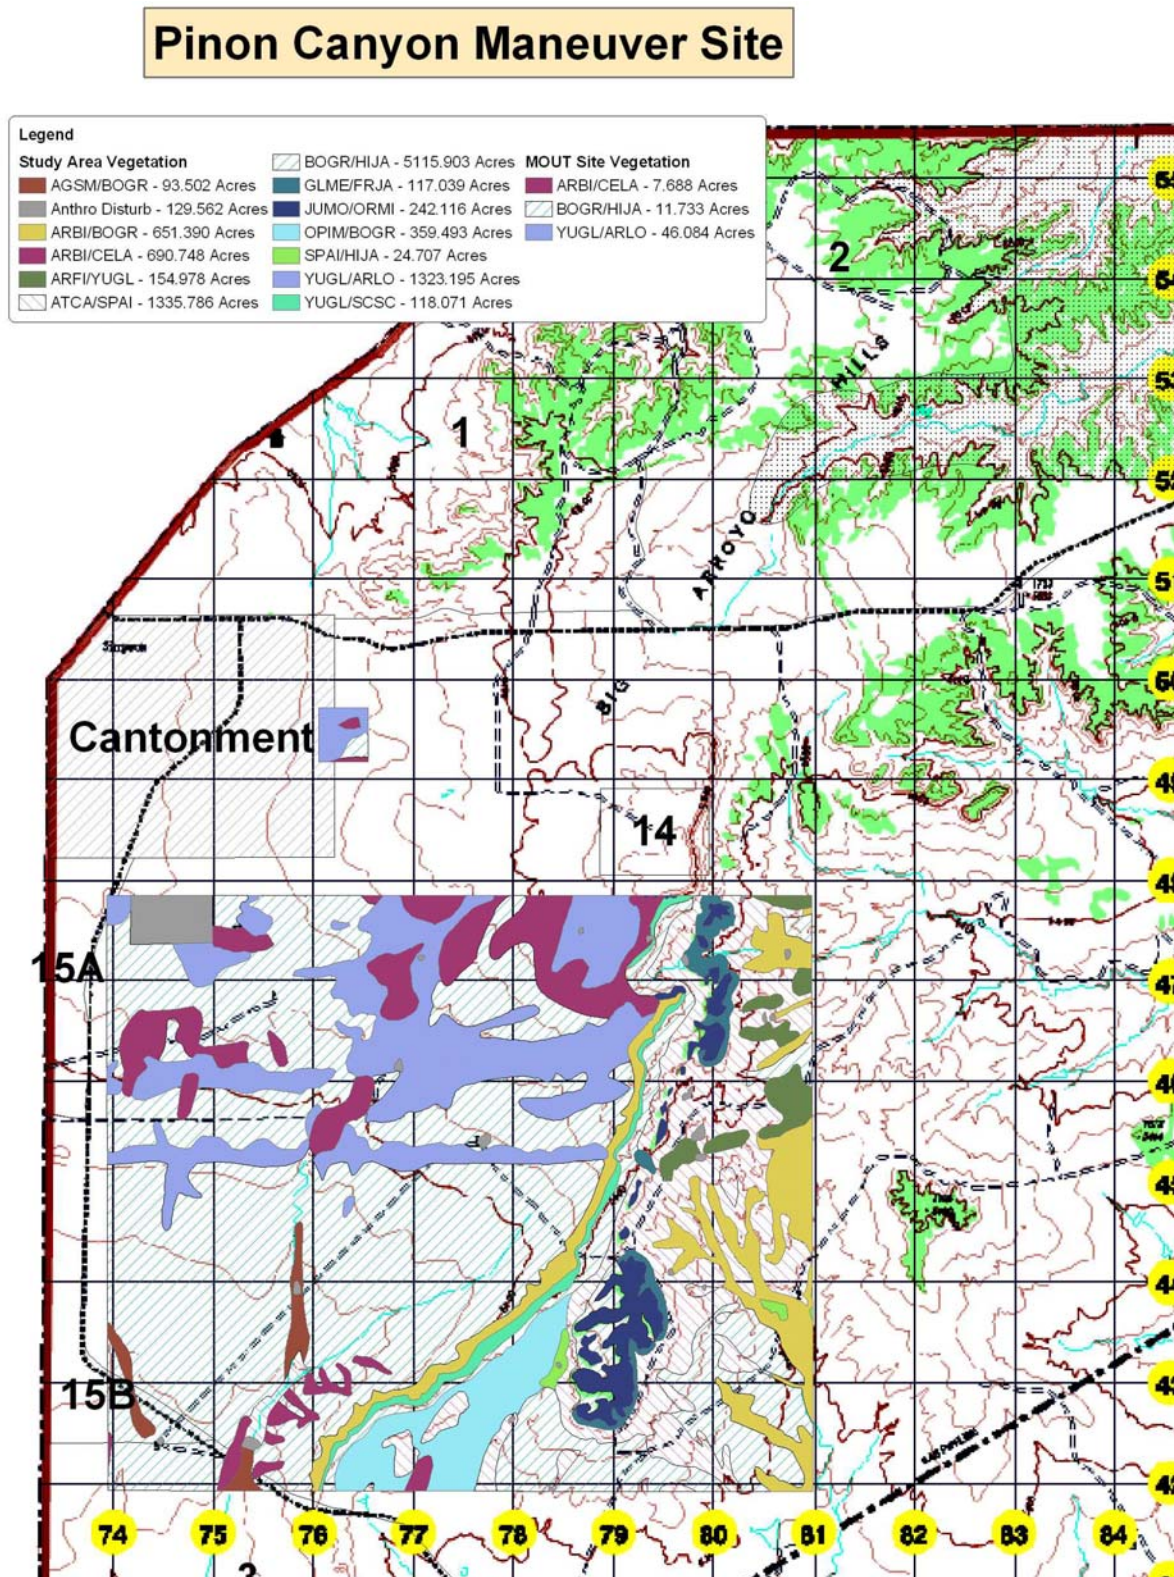 Pinon Canyon Maneuver Site
Legend
Study Area Vegetation
AGSM/BOGR - 93.502 Acres
Anthro Disturb - 129.562 Acres
ARBI/BOGR - 651.390 Acres
ARBI/CELA - 690.748 Acres
ARFI/YUGL - 154.978 Acres
ATCA/SPAI - 1335.786 Acres
BOGR/HIJA - 5115.903 Acres
GLME/FRJA - 117.039 Acres
JUMO/ORMI - 242.116 Acres
OPIM/BOGR - 359.493 Acres
SPAI/HIJA - 24.707 Acres
YUGL/ARLO - 1323.195 Acres
YUGL/SCSC - 118.071 Acres
MOUT Site Vegetation
ARBI/CELA - 7.688 Acres
BOGR/HIJA - 11.733 Acres
YUGL/ARLO - 46.084 Acres
2
HILLS
1
ARROYO
BIG
Cantonment
14
15A
15B
74 75 76 77 78 79 80 81 82 83 84